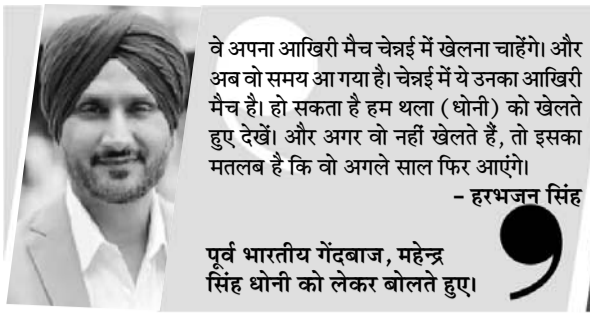 वे अपना आखिरी मैच चेन्नई में खेलना चाहेंगे। और
अब वो समय आ गया है। चेन्नई में ये उनका आखिरी
मैच है। हो सकता है हम थला (धोनी) को खेलते
हुए देखें। और अगर वो नहीं खेलते हैं, तो इसका
मतलब है कि वो अगले साल फिर आएंगे।
– हरभजन सिंह
पूर्व भारतीय गेंदबाज, महेन्द्र
सिंह धोनी को लेकर बोलते हुए।